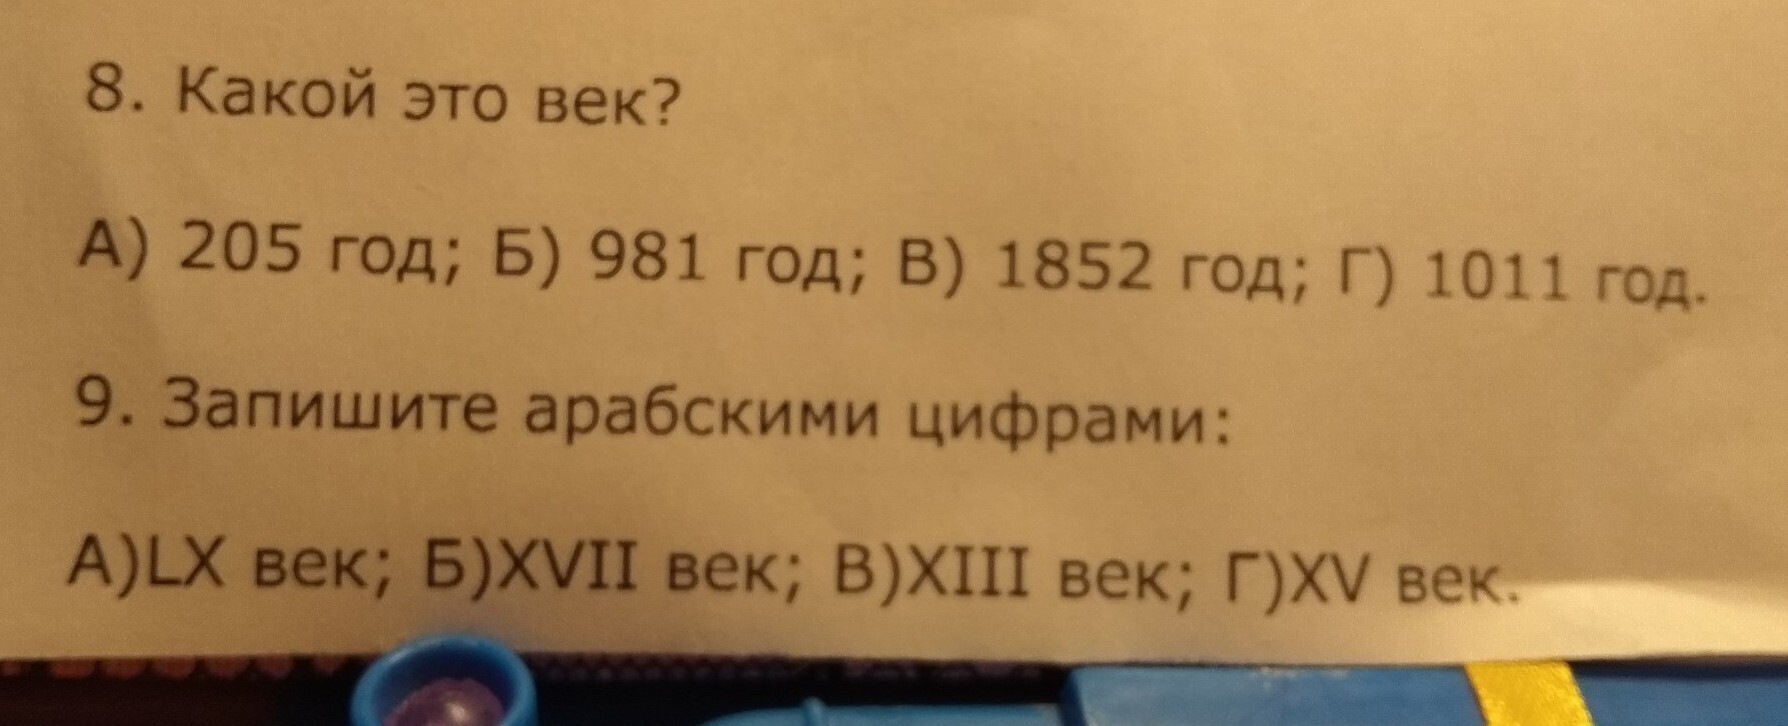 8. Какой это век?
А) 205 год; Б) 981 год; В) 1852 год; Г) 1011 год.
9. Запишите арабскими цифрами:
А)LX век; Б)XVII век; В)XIII век; Г)XV век.